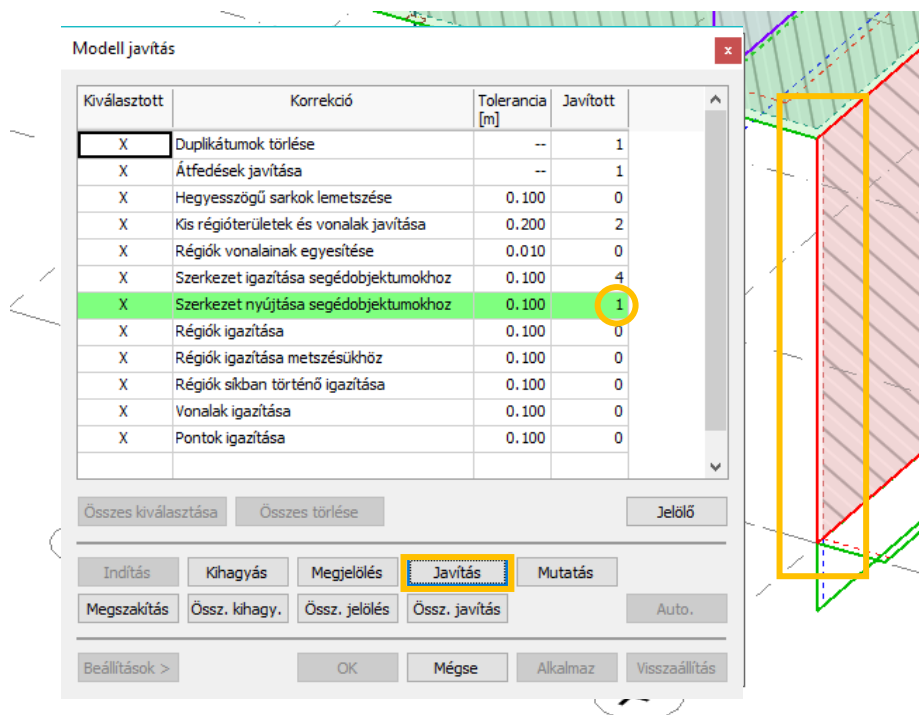 Modell javítás
x
Kiválasztott Korrekció Tolerancia [m] Javított
X Duplikátumok törlése -- 1
X Átfedések javítása -- 1
X Hegyesszögű sarkok lemetszése 0.100 0
X Kis régióterületek és vonalak javítása 0.200 2
X Régiók vonalainak egyesítése 0.010 0
X Szerkezet igazítása segédobjektumokhoz 0.100 4
X Szerkezet nyújtása segédobjektumokhoz 0.100 1
X Régiók igazítása 0.100 0
X Régiók igazítása metszésükhöz 0.100 0
X Régiók síkban történő igazítása 0.100 0
X Vonalak igazítása 0.100 0
X Pontok igazítása 0.100 0
Összes kiválasztása Összes törlése Jelölő
Indítás Kihagyás Megjelölés Javítás Mutatás
Megszakítás Össz. kihagy. Össz. jelölés Össz. javítás Auto.
Beállítások > OK Mégse Alkalmaz Visszaállítás